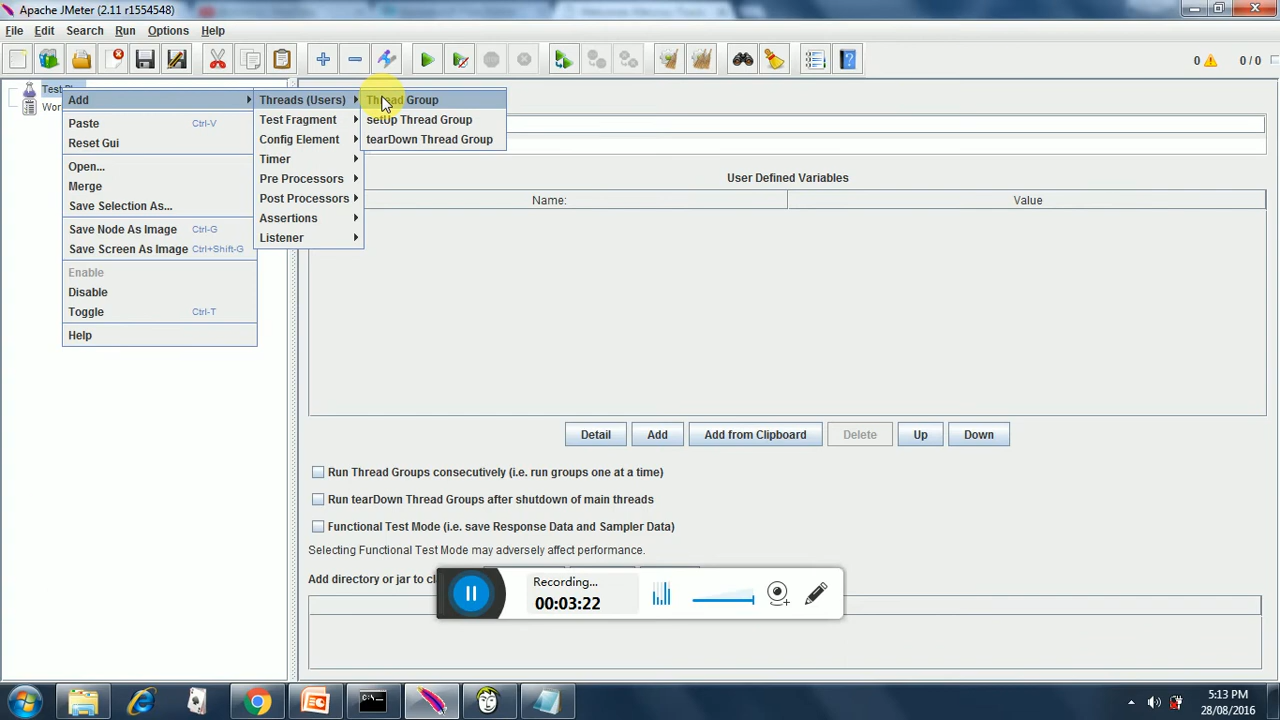 Apache JMeter (2.11 r1554548)
File Edit Search Run Options Help
0 0 / 0
Test Pl
Wor
Add
Paste Ctrl-V
Reset Gui
Open...
Merge
Save Selection As...
Save Node As Image Ctrl-G
Save Screen As Image Ctrl+Shift-G
Enable
Disable
Toggle Ctrl-T
Help
Threads (Users)
Test Fragment
Config Element
Timer
Pre Processors
Post Processors
Assertions
Listener
Thread Group
setUp Thread Group
tearDown Thread Group
User Defined Variables
Name: Value
Detail Add Add from Clipboard Delete Up Down
Run Thread Groups consecutively (i.e. run groups one at a time)
Run tearDown Thread Groups after shutdown of main threads
Functional Test Mode (i.e. save Response Data and Sampler Data)
Selecting Functional Test Mode may adversely affect performance.
Add directory or jar to cl
Recording...
00:03:22
5:13 PM
28/08/2016